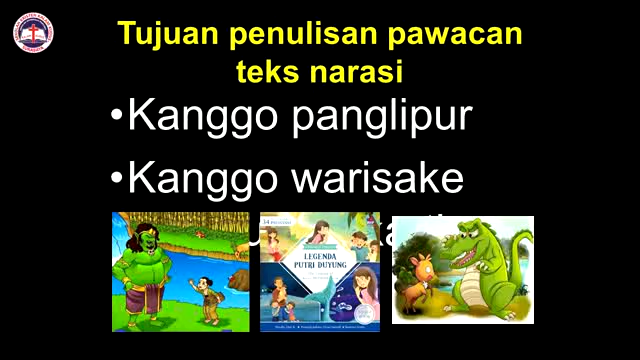 Tujuan penulisan pawacan
teks narasi
•Kanggo panglipur
•Kanggo warisake
LEGENDA
PUTRI DUYUNG